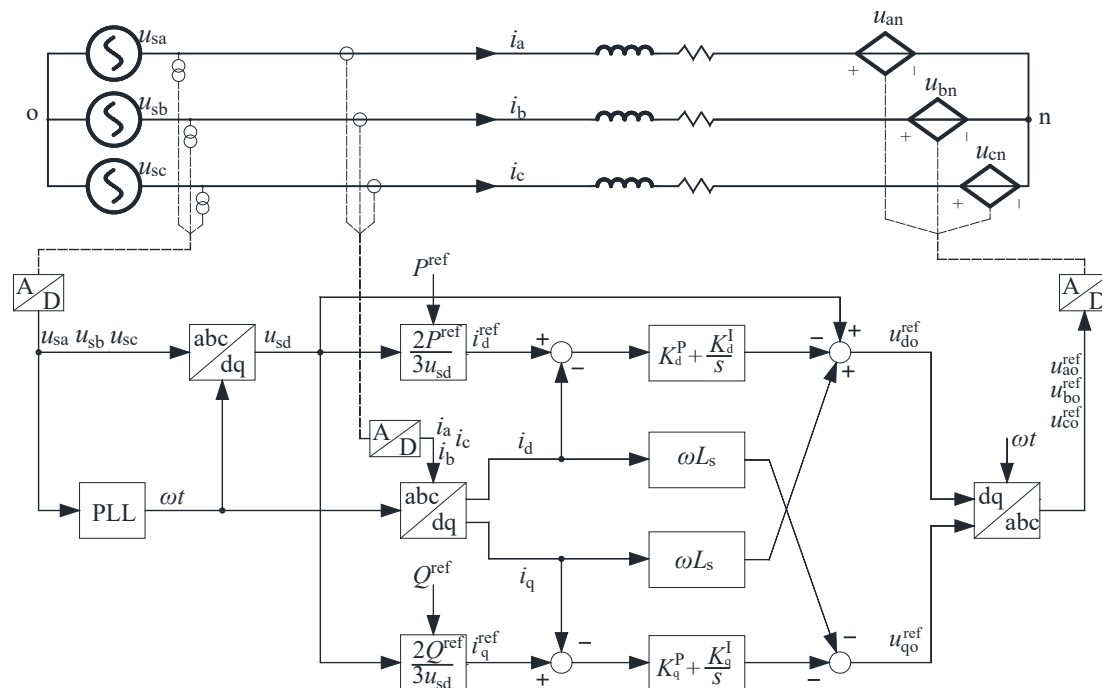 u_sa
i_a
u_an
+ −
u_sb
i_b
u_bn
o
n
+ −
u_sc
i_c
u_cn
+ −
A/D
P^ref
A/D
u_sa u_sb u_sc
abc/dq
u_sd
2P^ref/3u_sd
i_d^ref
+
−
K_d^P + K_d^I/s
−
+
+
u_do^ref
u_ao^ref
u_bo^ref
u_co^ref
A/D
i_a
i_b i_c
i_d
ωL_s
ωt
PLL
ωt
abc/dq
dq/abc
i_q
ωL_s
Q^ref
2Q^ref/3u_sd
i_q^ref
−
+
K_q^P + K_q^I/s
−
−
u_qo^ref